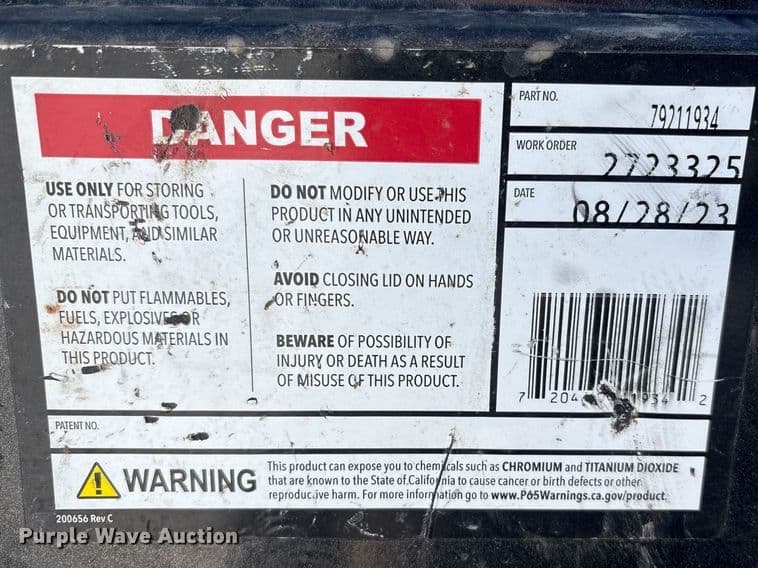 DANGER
USE ONLY FOR STORING
OR TRANSPORTING TOOLS,
EQUIPMENT, AND SIMILAR
MATERIALS.
DO NOT PUT FLAMMABLES,
FUELS, EXPLOSIVES OR
HAZARDOUS MATERIALS IN
THIS PRODUCT.
DO NOT MODIFY OR USE THIS
PRODUCT IN ANY UNINTENDED
OR UNREASONABLE WAY.
AVOID CLOSING LID ON HANDS
OR FINGERS.
BEWARE OF POSSIBILITY OF
INJURY OR DEATH AS A RESULT
OF MISUSE OF THIS PRODUCT.
PART NO.
79211934
WORK ORDER
2723325
DATE
08/28/23
7 204 1934 2
PATENT NO.
WARNING
This product can expose you to chemicals such as CHROMIUM and TITANIUM DIOXIDE
that are known to the State of California to cause cancer or birth defects or other
reproducive harm. For more information go to www.P65Warnings.ca.gov/product.
200656 Rev C
Purple Wave Auction